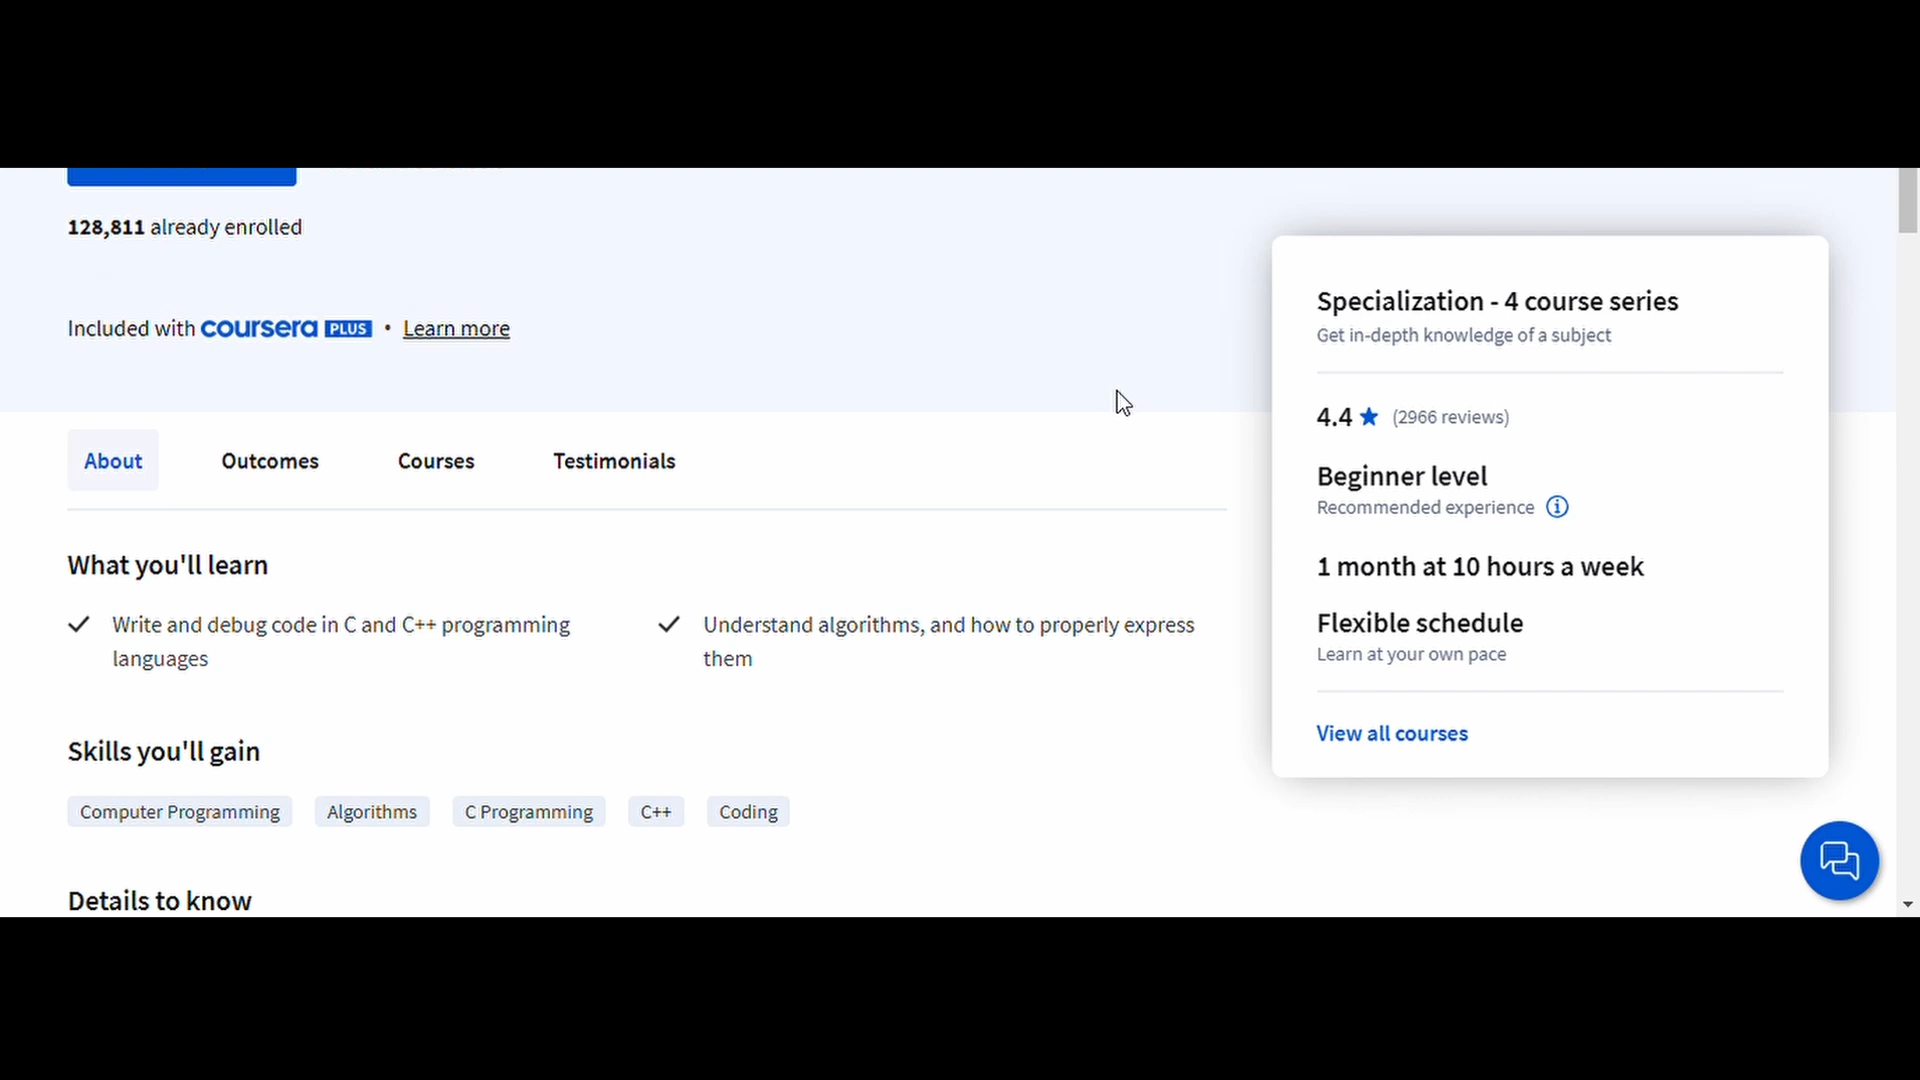 128,811 already enrolled
Included with coursera PLUS • Learn more
About Outcomes Courses Testimonials
What you'll learn
Write and debug code in C and C++ programming
languages
Understand algorithms, and how to properly express
them
Skills you'll gain
Computer Programming Algorithms C Programming C++ Coding
Details to know
Specialization - 4 course series
Get in-depth knowledge of a subject
4.4 ★ (2966 reviews)
Beginner level
Recommended experience
1 month at 10 hours a week
Flexible schedule
Learn at your own pace
View all courses